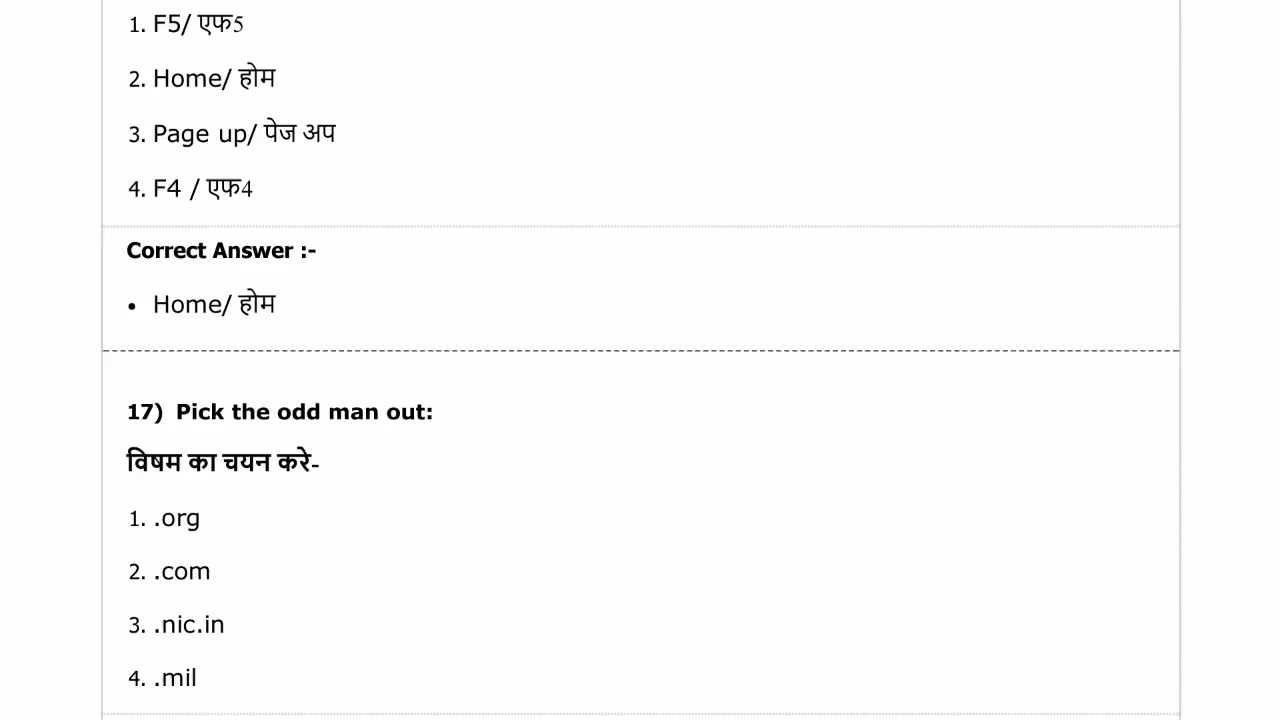 1. F5/ एफ5
2. Home/ होम
3. Page up/ पेज अप
4. F4 / एफ4
Correct Answer :-
• Home/ होम
17) Pick the odd man out:
विषम का चयन करे-
1. .org
2. .com
3. .nic.in
4. .mil